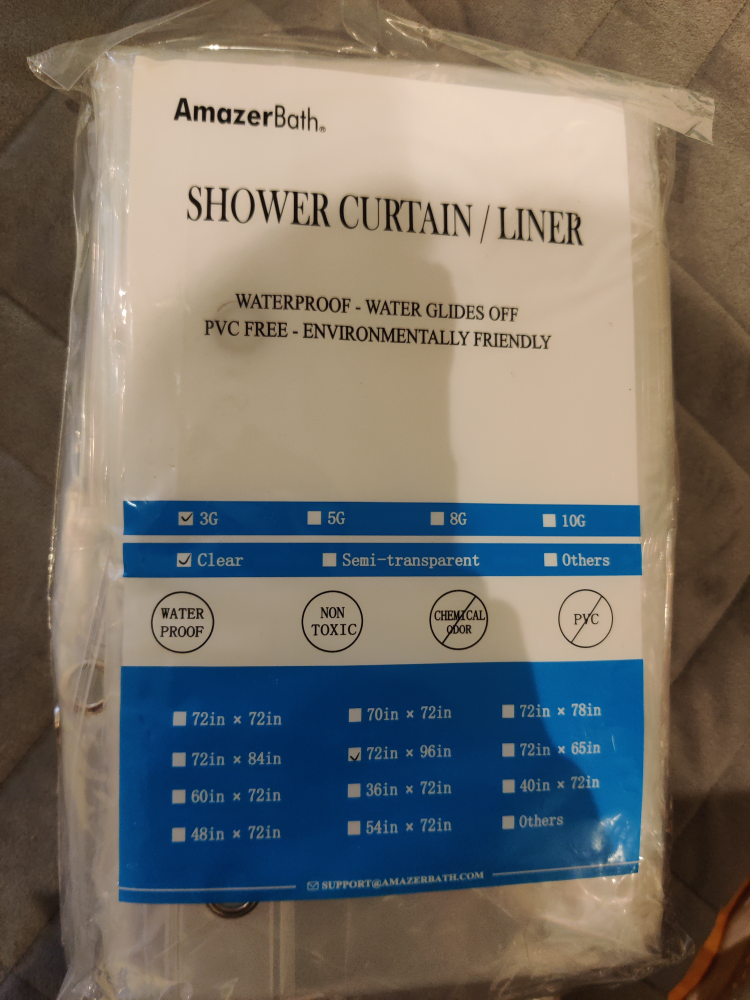 AmazerBath®
SHOWER CURTAIN / LINER
WATERPROOF - WATER GLIDES OFF
PVC FREE - ENVIRONMENTALLY FRIENDLY
3G 5G 8G 10G
Clear Semi-transparent Others
WATER PROOF
NON TOXIC
CHEMICAL ODOR
PVC
72in × 72in 70in × 72in 72in × 78in
72in × 84in 72in × 96in 72in × 65in
60in × 72in 36in × 72in 40in × 72in
48in × 72in 54in × 72in Others
SUPPORT@AMAZERBATH.COM